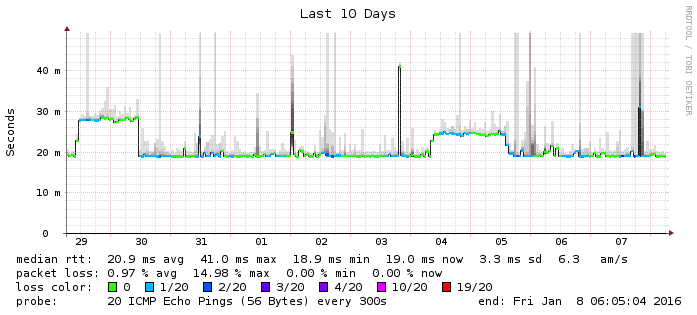 Last 10 Days
RRDTOOL / TOBI OETIKER
Seconds
40 m
30 m
20 m
10 m
0
29 30 31 01 02 03 04 05 06 07
median rtt: 20.9 ms avg 41.0 ms max 18.9 ms min 19.0 ms now 3.3 ms sd 6.3 am/s
packet loss: 0.97 % avg 14.98 % max 0.00 % min 0.00 % now
loss color: 0 1/20 2/20 3/20 4/20 10/20 19/20
probe: 20 ICMP Echo Pings (56 Bytes) every 300s end: Fri Jan 8 06:05:04 2016